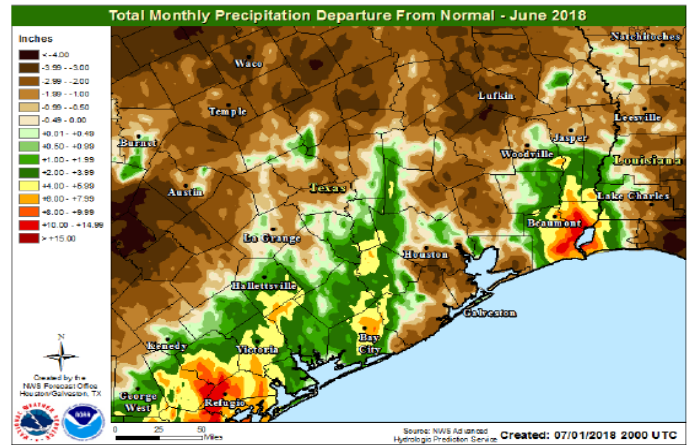 Total Monthly Precipitation Departure From Normal - June 2018
Inches
< -4.00
-3.99 - -3.00
-2.99 - -2.00
-1.99 - -1.00
-0.99 - -0.50
-0.49 - 0.00
+0.01 - +0.49
+0.50 - +0.99
+1.00 - +1.99
+2.00 - +3.99
+4.00 - +5.99
+6.00 - +7.99
+8.00 - +9.99
+10.00 - +14.99
> +15.00
Natchitoches
Waco
Lufkin
Temple
Leesville
Burnet
Jasper
Woodville
Louisiana
Austin
Texas
Lake Charles
Beaumont
La Grange
Houston
Hallettsville
Galveston
Bay
City
Kenedy
Victoria
George
West
Refugio
N
Created by the
NWS Forecast Office
Houston/Galveston, TX
NOAA
0 25 50
Miles
Source: NWS Advanced
Hydrologic Prediction Service
Created: 07/01/2018 2000 UTC